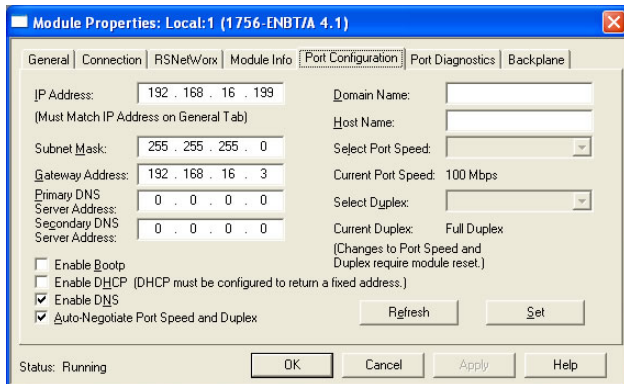 Module Properties: Local:1 (1756-ENBT/A 4.1)
General Connection RSNetWorx Module Info Port Configuration Port Diagnostics Backplane
IP Address: 192 . 168 . 16 . 199
(Must Match IP Address on General Tab)
Subnet Mask: 255 . 255 . 255 . 0
Gateway Address: 192 . 168 . 16 . 3
Primary DNS
Server Address: 0 . 0 . 0 . 0
Secondary DNS
Server Address: 0 . 0 . 0 . 0
Domain Name:
Host Name:
Select Port Speed:
Current Port Speed: 100 Mbps
Select Duplex:
Current Duplex: Full Duplex
(Changes to Port Speed and
Duplex require module reset.)
Enable Bootp
Enable DHCP (DHCP must be configured to return a fixed address.)
Enable DNS
Auto-Negotiate Port Speed and Duplex
Refresh Set
Status: Running OK Cancel Apply Help